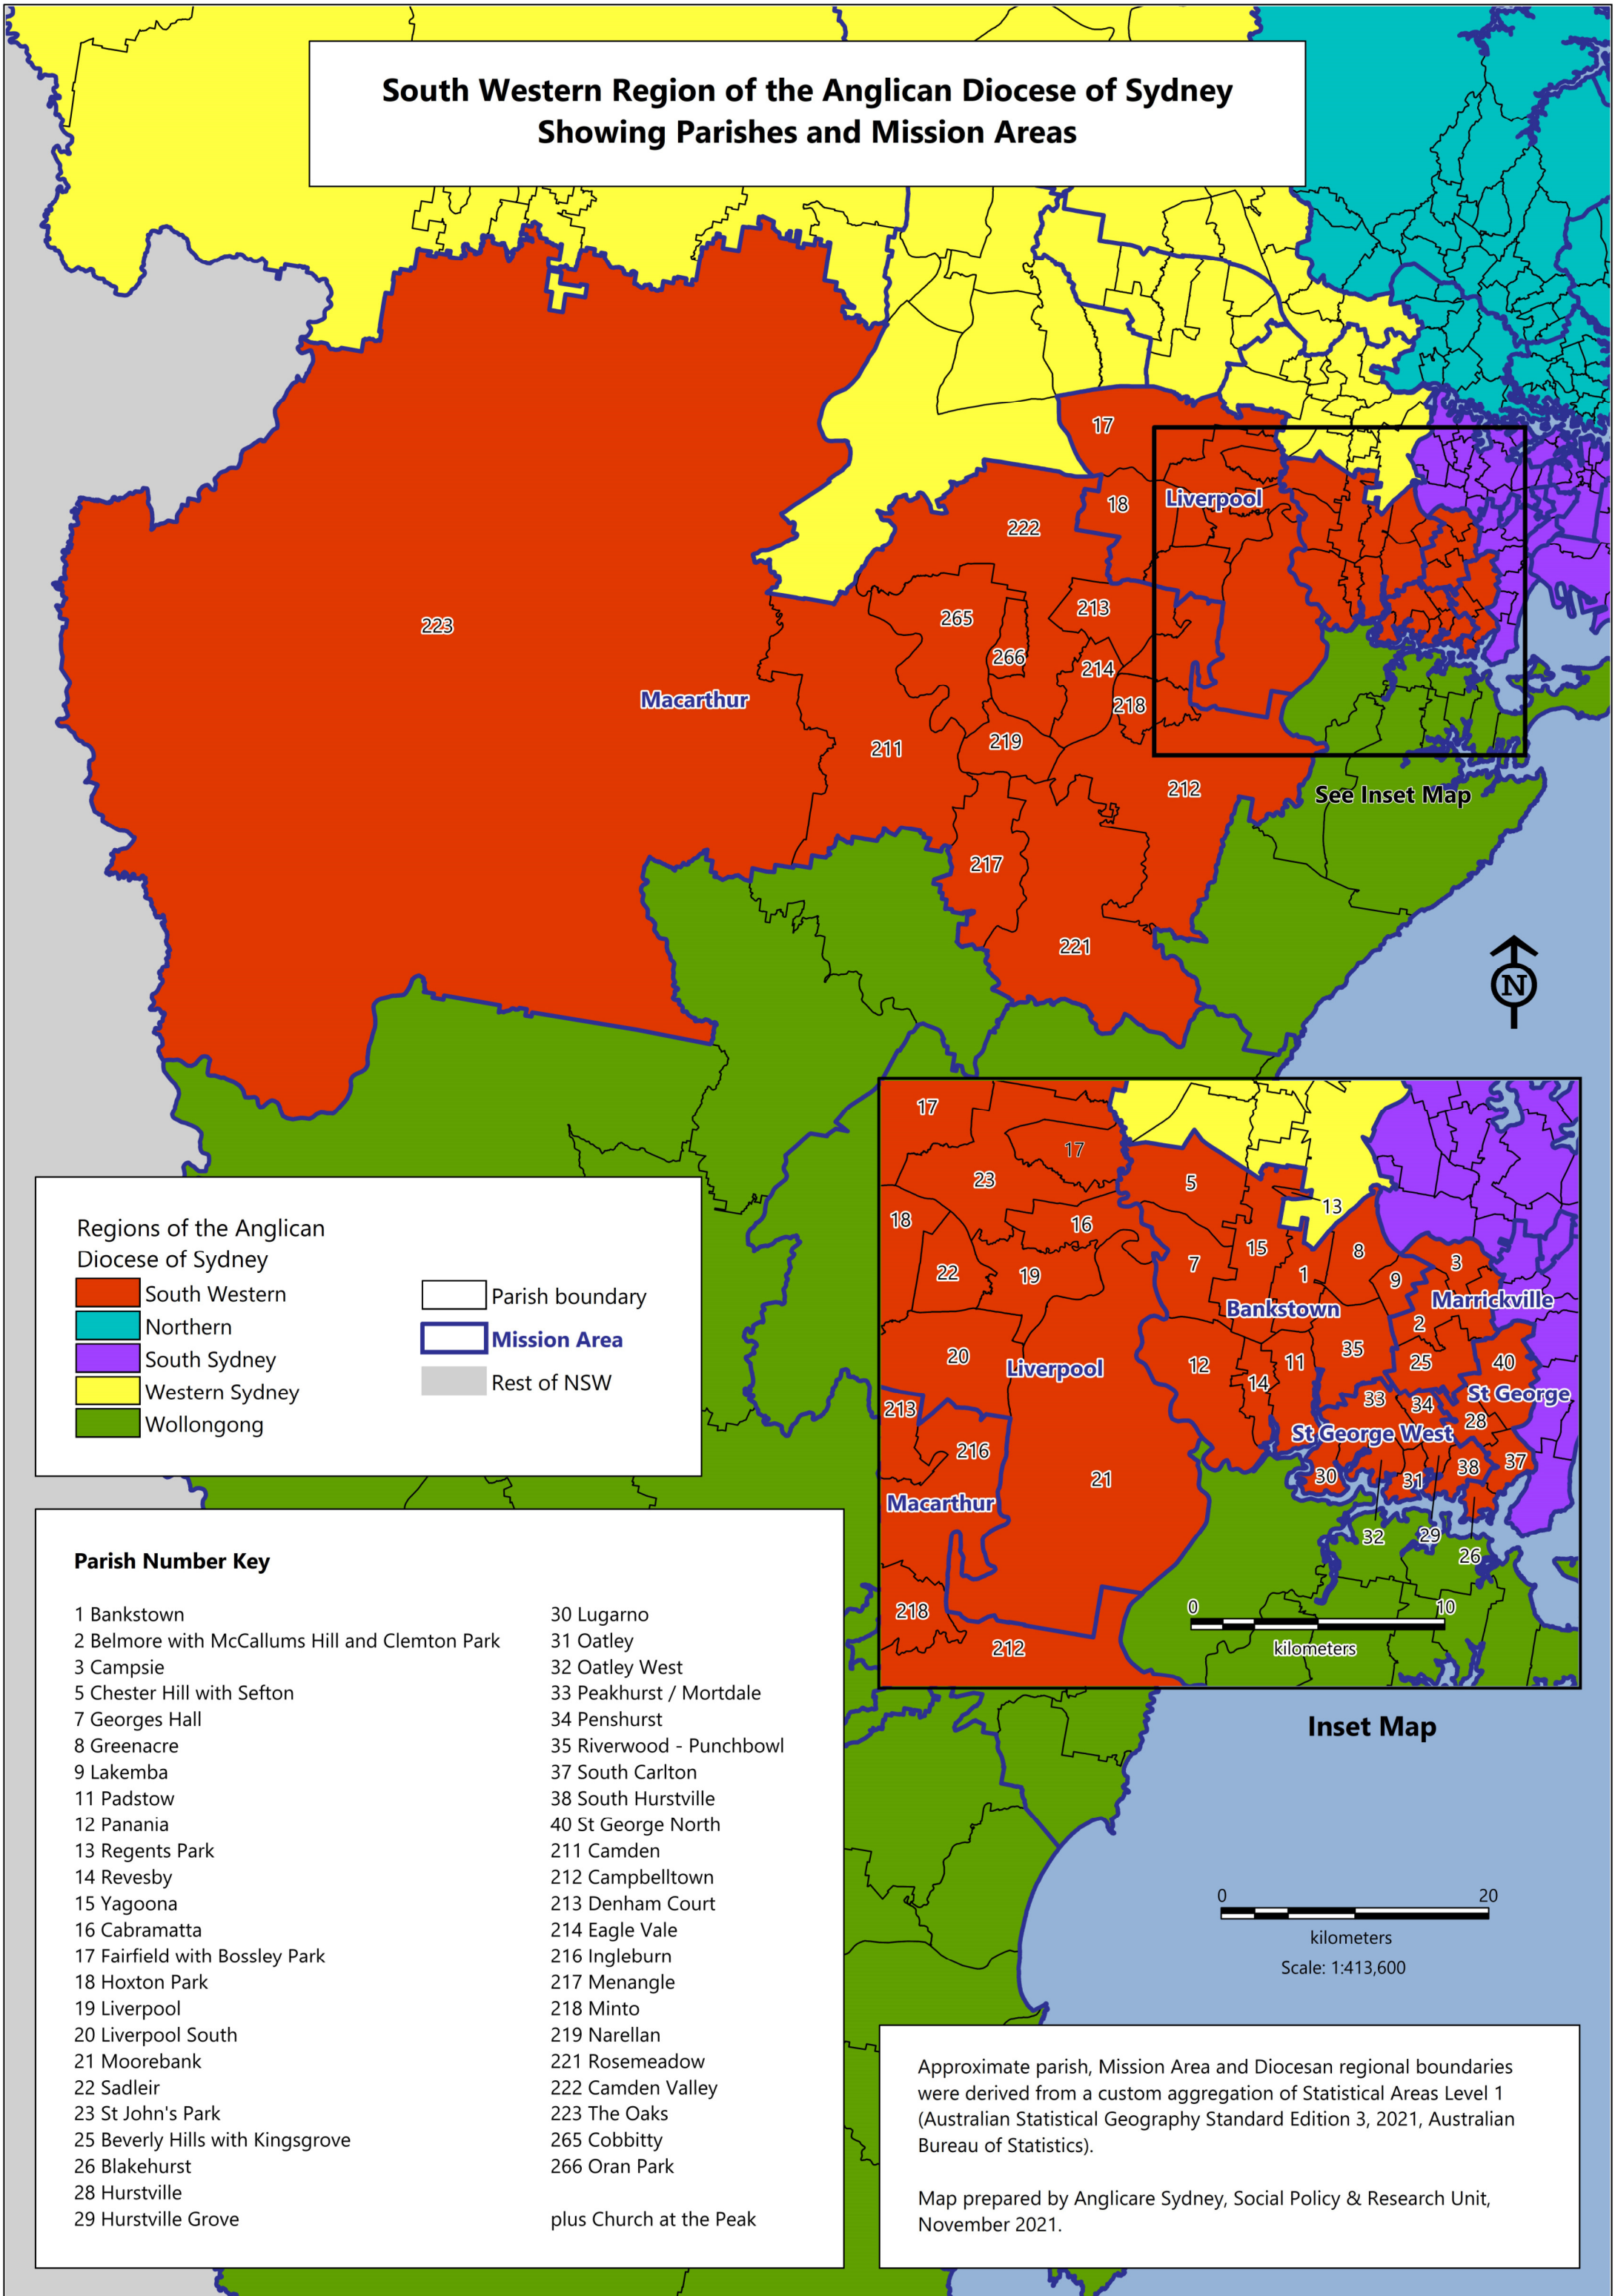 South Western Region of the Anglican Diocese of Sydney
Showing Parishes and Mission Areas
17
Liverpool
18
222
213
265
223
266
214
Macarthur
218
219
211
212
See Inset Map
217
221
N
17
17
5
23
13
18
16
15
8
7
3
22
19
1
9
Bankstown
Marrickville
2
35
20
12
11
25
40
Liverpool
14
St George
33
213
34
28
St George West
216
37
38
21
30
31
Macarthur
32
29
26
218
0
10
kilometers
212
Inset Map
Regions of the Anglican
Diocese of Sydney
South Western
Northern
South Sydney
Western Sydney
Wollongong
Parish boundary
Mission Area
Rest of NSW
Parish Number Key
1 Bankstown
2 Belmore with McCallums Hill and Clemton Park
3 Campsie
5 Chester Hill with Sefton
7 Georges Hall
8 Greenacre
9 Lakemba
11 Padstow
12 Panania
13 Regents Park
14 Revesby
15 Yagoona
16 Cabramatta
17 Fairfield with Bossley Park
18 Hoxton Park
19 Liverpool
20 Liverpool South
21 Moorebank
22 Sadleir
23 St John's Park
25 Beverly Hills with Kingsgrove
26 Blakehurst
28 Hurstville
29 Hurstville Grove
30 Lugarno
31 Oatley
32 Oatley West
33 Peakhurst / Mortdale
34 Penshurst
35 Riverwood - Punchbowl
37 South Carlton
38 South Hurstville
40 St George North
211 Camden
212 Campbelltown
213 Denham Court
214 Eagle Vale
216 Ingleburn
217 Menangle
218 Minto
219 Narellan
221 Rosemeadow
222 Camden Valley
223 The Oaks
265 Cobbitty
266 Oran Park
plus Church at the Peak
0
20
kilometers
Scale: 1:413,600
Approximate parish, Mission Area and Diocesan regional boundaries
were derived from a custom aggregation of Statistical Areas Level 1
(Australian Statistical Geography Standard Edition 3, 2021, Australian
Bureau of Statistics).
Map prepared by Anglicare Sydney, Social Policy & Research Unit,
November 2021.